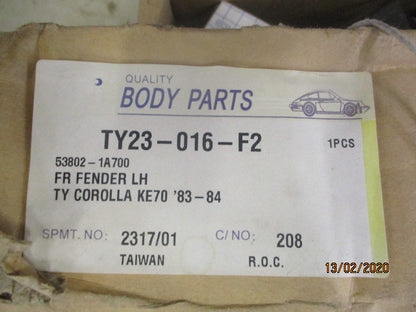 QUALITY
BODY PARTS
TY23-016-F2
1PCS
53802-1A700
FR FENDER LH
TY COROLLA KE70 '83-84
SPMT. NO: 2317/01 C/NO: 208
TAIWAN R.O.C.
13/02/2020